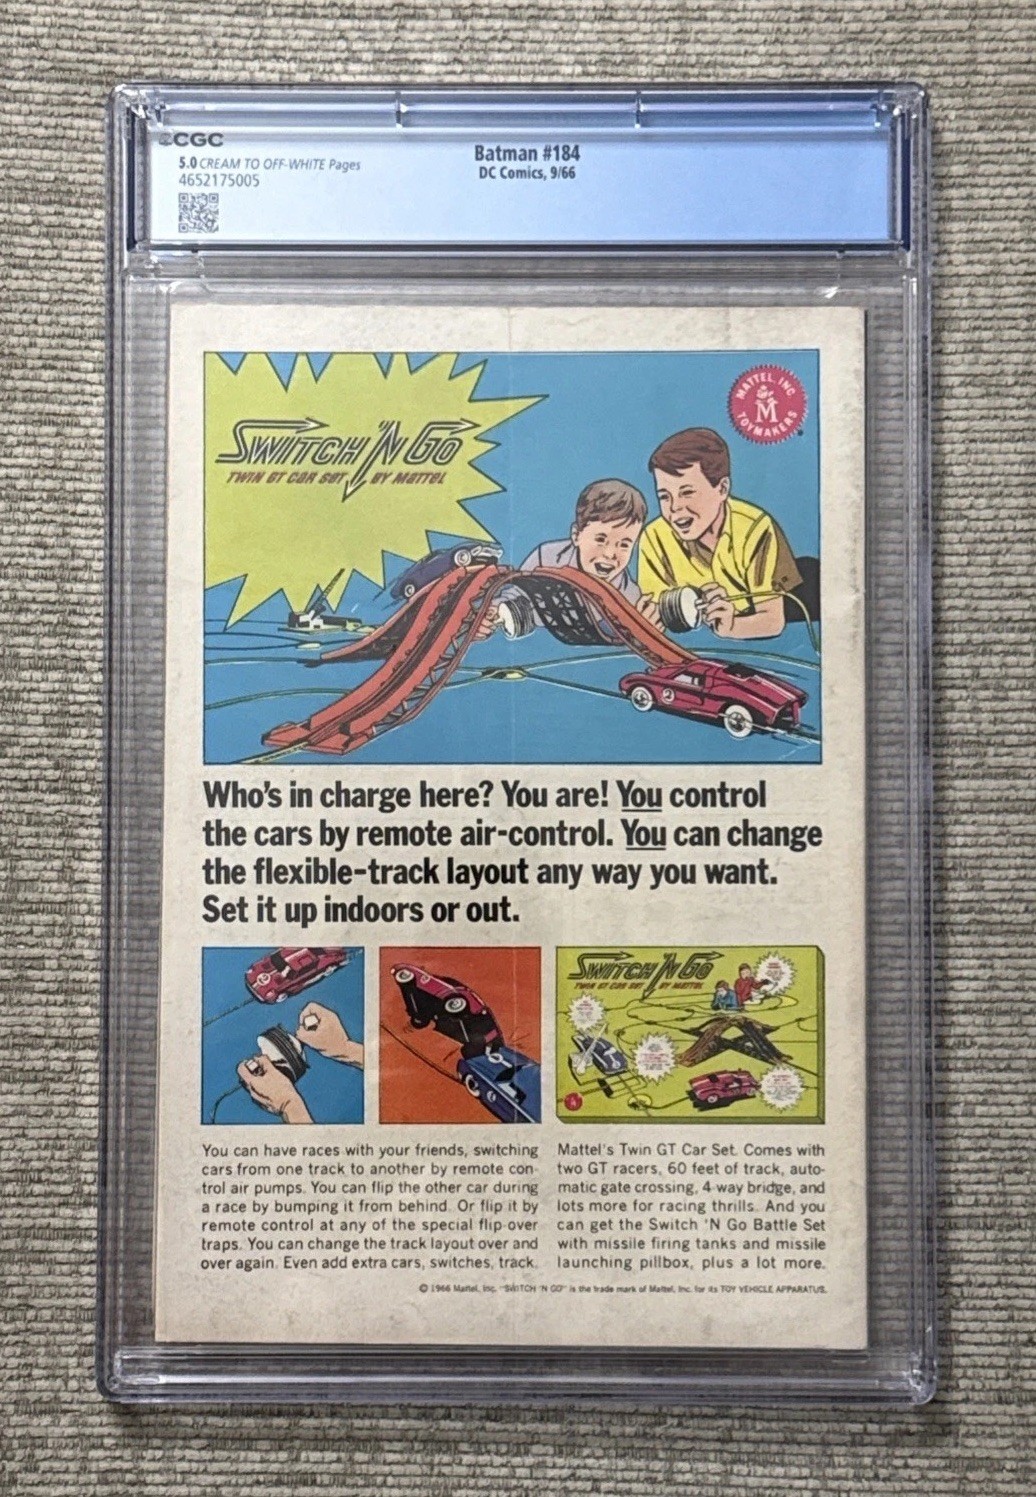 CGC
5.0 CREAM TO OFF-WHITE Pages
4652175005
Batman #184
DC Comics, 9/66
SWITCH 'N GO
TWIN GT CAR SET BY MATTEL
MATTEL, INC.
M
TOYMAKERS
2
Who's in charge here? You are! You control
the cars by remote air-control. You can change
the flexible-track layout any way you want.
Set it up indoors or out.
SWITCH 'N GO
TWIN GT CAR SET BY MATTEL
You can have races with your friends, switching
cars from one track to another by remote con-
trol air pumps. You can flip the other car during
a race by bumping it from behind. Or flip it by
remote control at any of the special flip-over
traps. You can change the track layout over and
over again. Even add extra cars, switches, track.
Mattel's Twin GT Car Set. Comes with
two GT racers, 60 feet of track, auto-
matic gate crossing, 4-way bridge, and
lots more for racing thrills. And you
can get the Switch 'N Go Battle Set
with missile firing tanks and missile
launching pillbox, plus a lot more.
© 1966 Mattel, Inc. "SWITCH 'N GO" is the trade mark of Mattel, Inc. for its TOY VEHICLE APPARATUS.